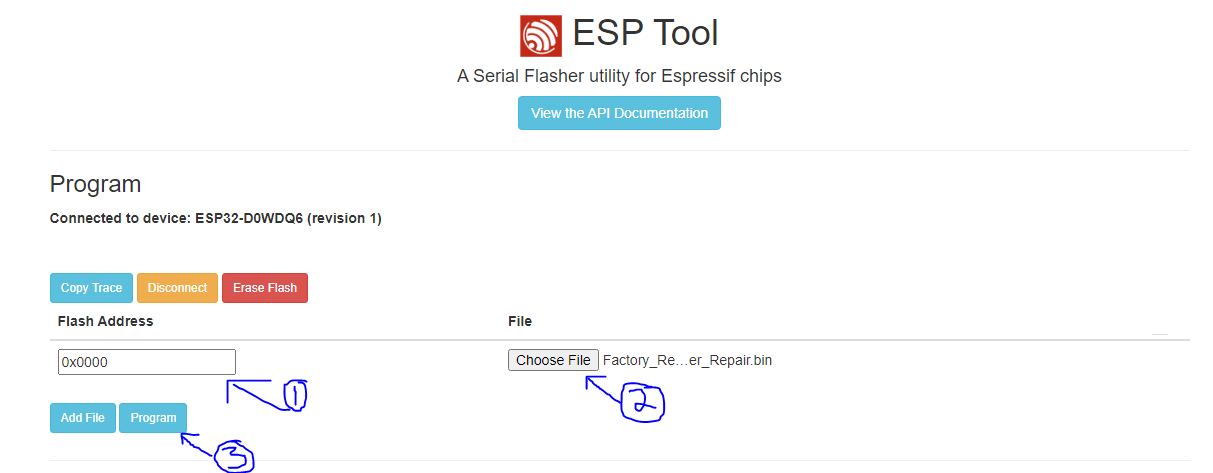 ESP Tool
A Serial Flasher utility for Espressif chips
View the API Documentation
Program
Connected to device: ESP32-D0WDQ6 (revision 1)
Copy Trace Disconnect Erase Flash
Flash Address File
0x0000 Choose File Factory_Re...er_Repair.bin
1 2
Add File Program
3